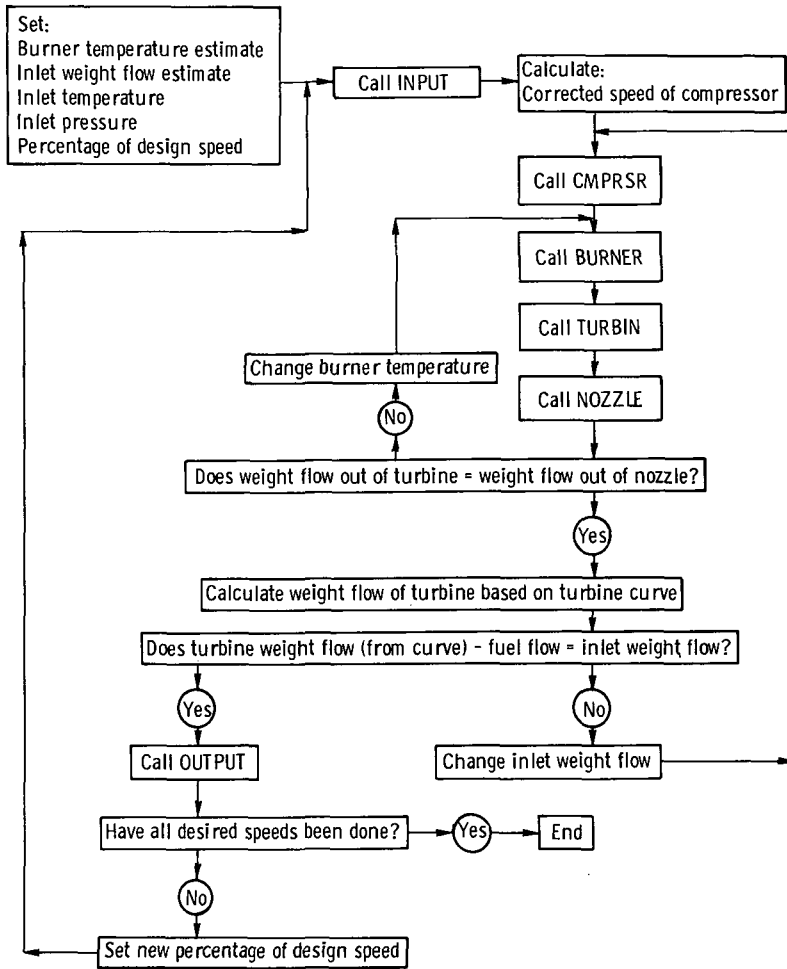 Set:
Burner temperature estimate
Inlet weight flow estimate
Inlet temperature
Inlet pressure
Percentage of design speed
Call INPUT
Calculate:
Corrected speed of compressor
Call CMPRSR
Call BURNER
Call TURBIN
Change burner temperature
Call NOZZLE
No
Does weight flow out of turbine = weight flow out of nozzle?
Yes
Calculate weight flow of turbine based on turbine curve
Does turbine weight flow (from curve) - fuel flow = inlet weight flow?
Yes
No
Call OUTPUT
Change inlet weight flow
Have all desired speeds been done?
Yes
End
No
Set new percentage of design speed